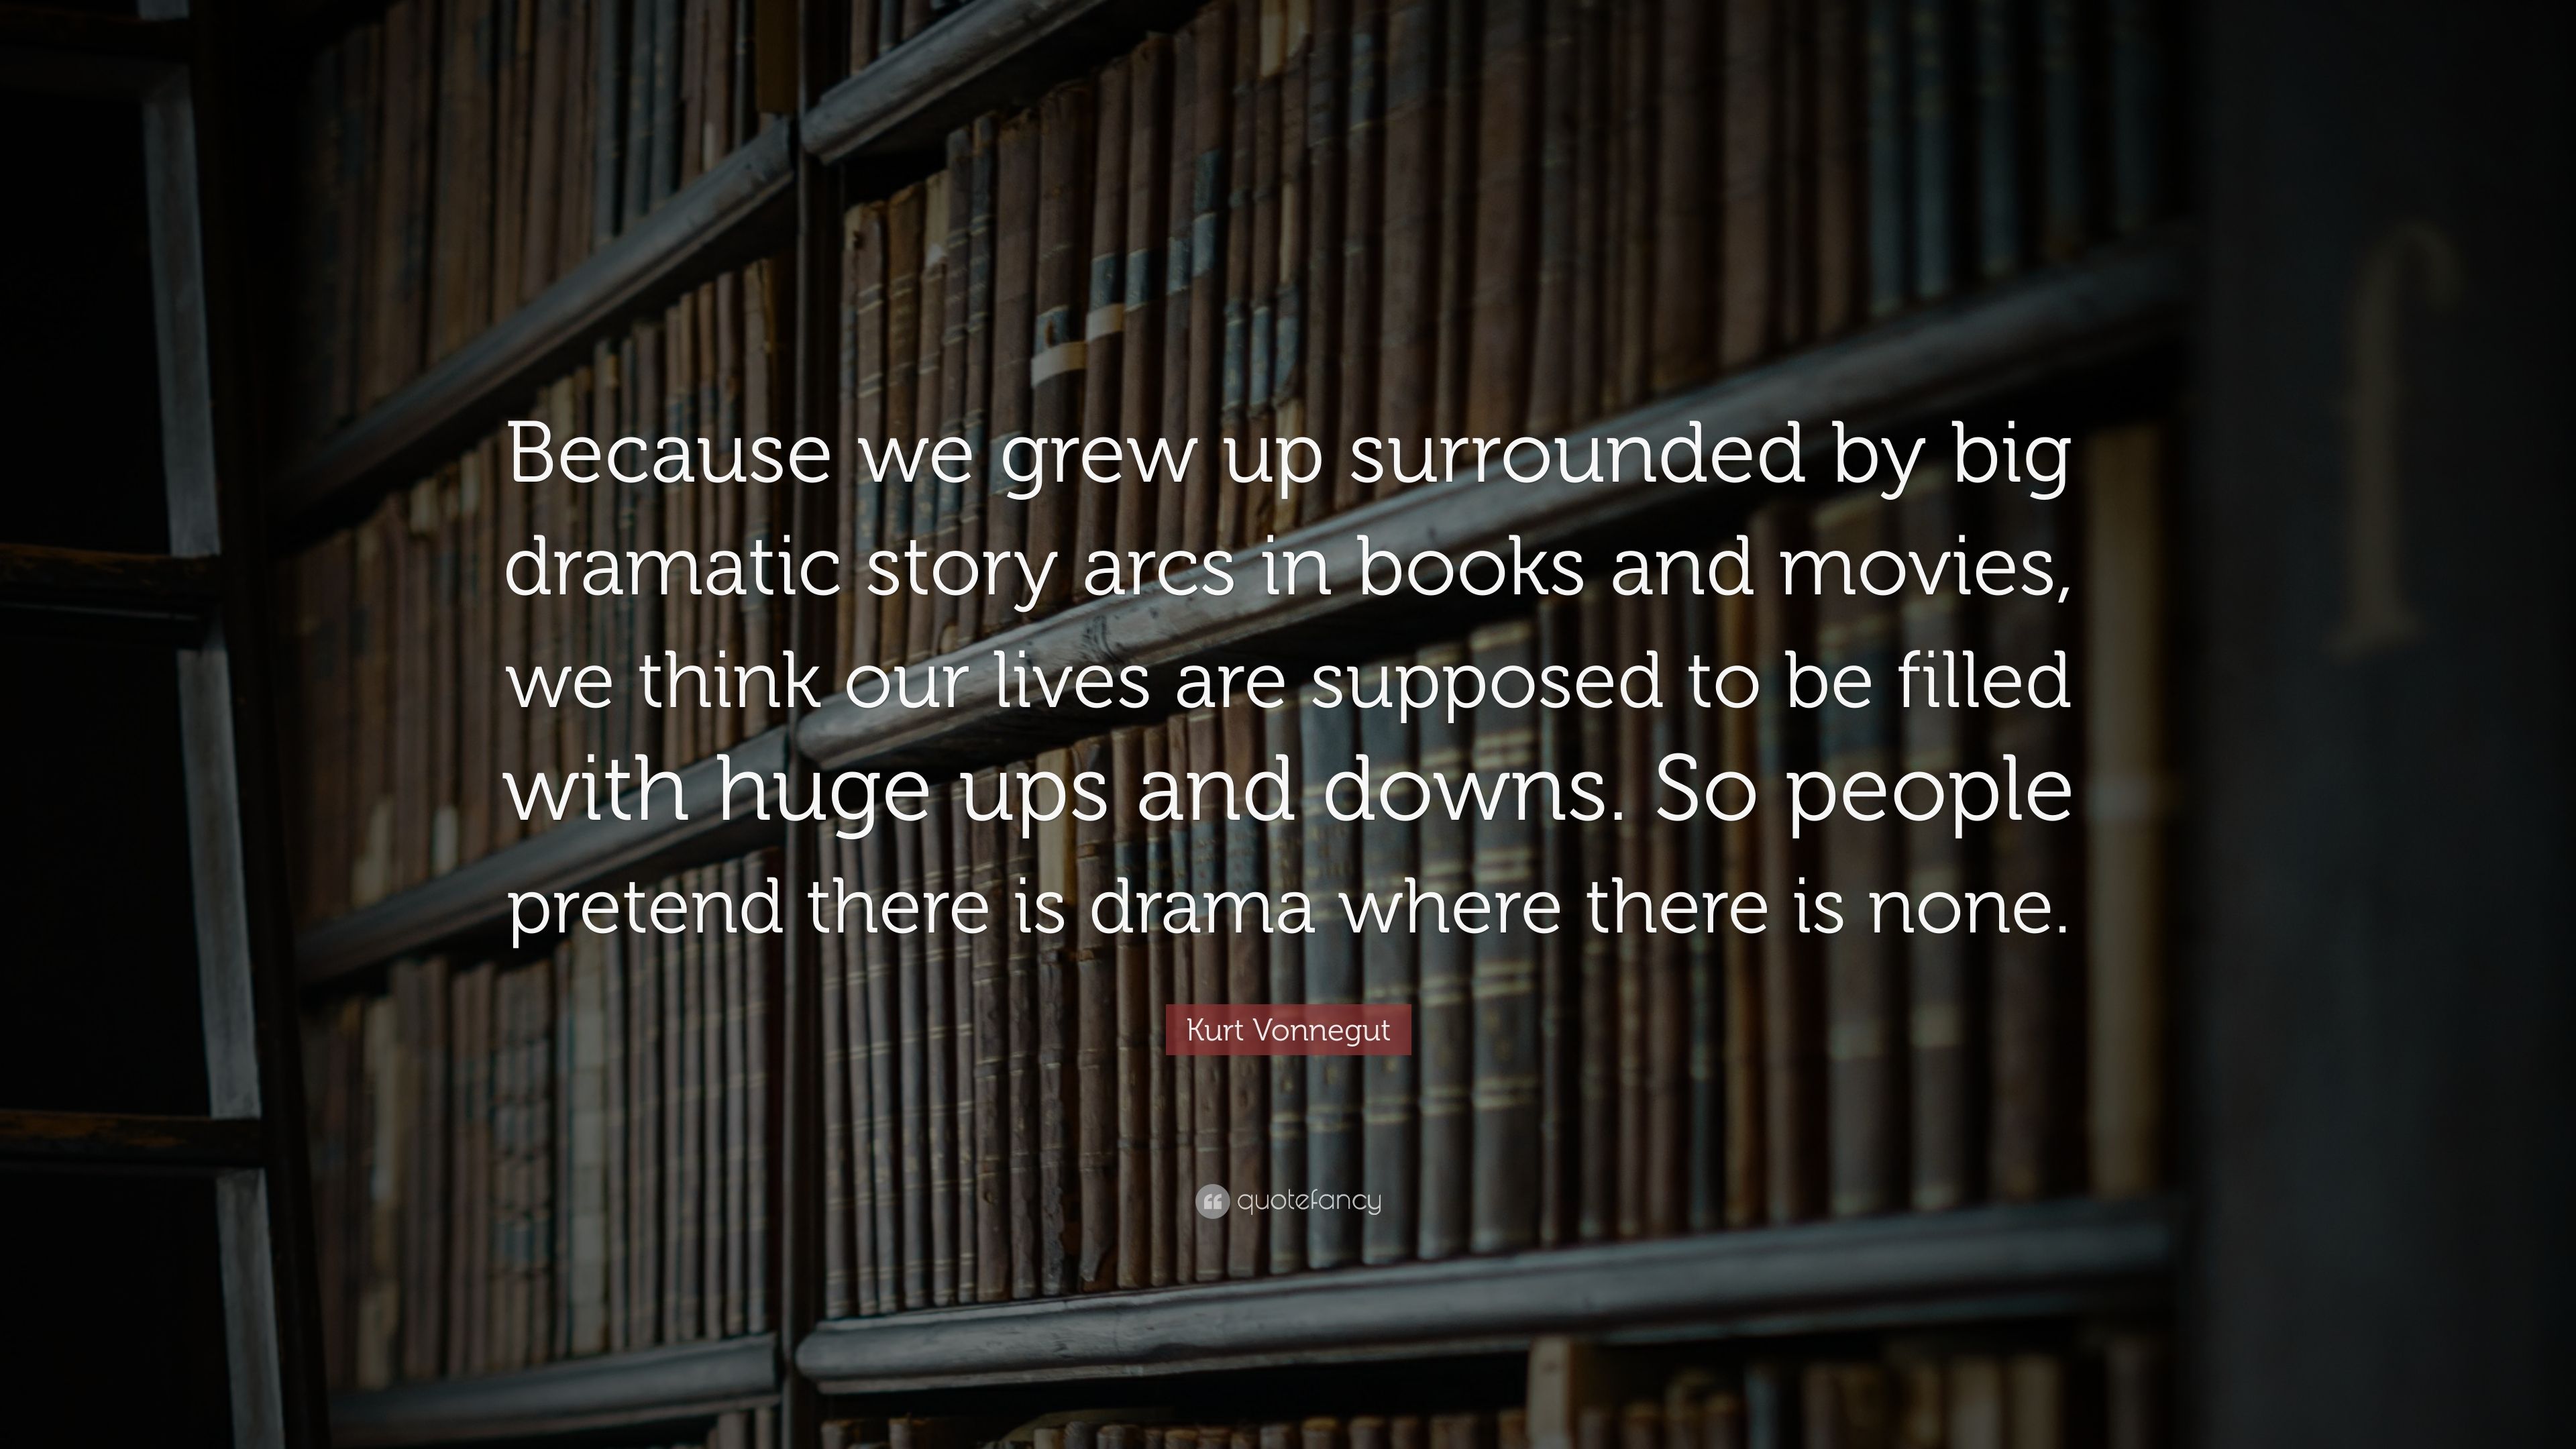 Because we grew up surrounded by big
dramatic story arcs in books and movies,
we think our lives are supposed to be filled
with huge ups and downs. So people
pretend there is drama where there is none.
Kurt Vonnegut
quotefancy